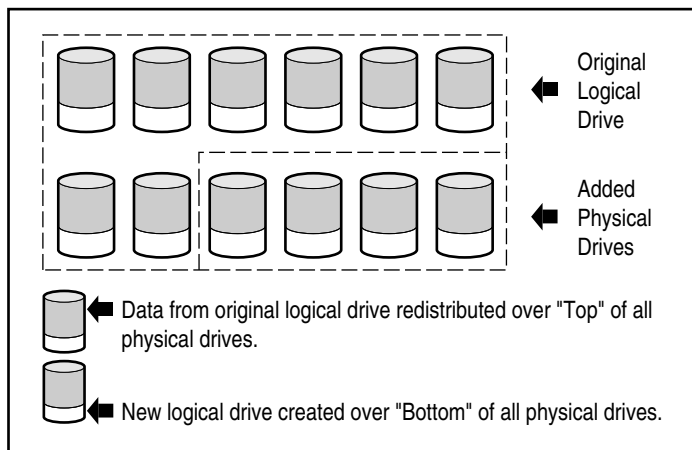 Original
Logical
Drive
Added
Physical
Drives
Data from original logical drive redistributed over "Top" of all
physical drives.
New logical drive created over "Bottom" of all physical drives.